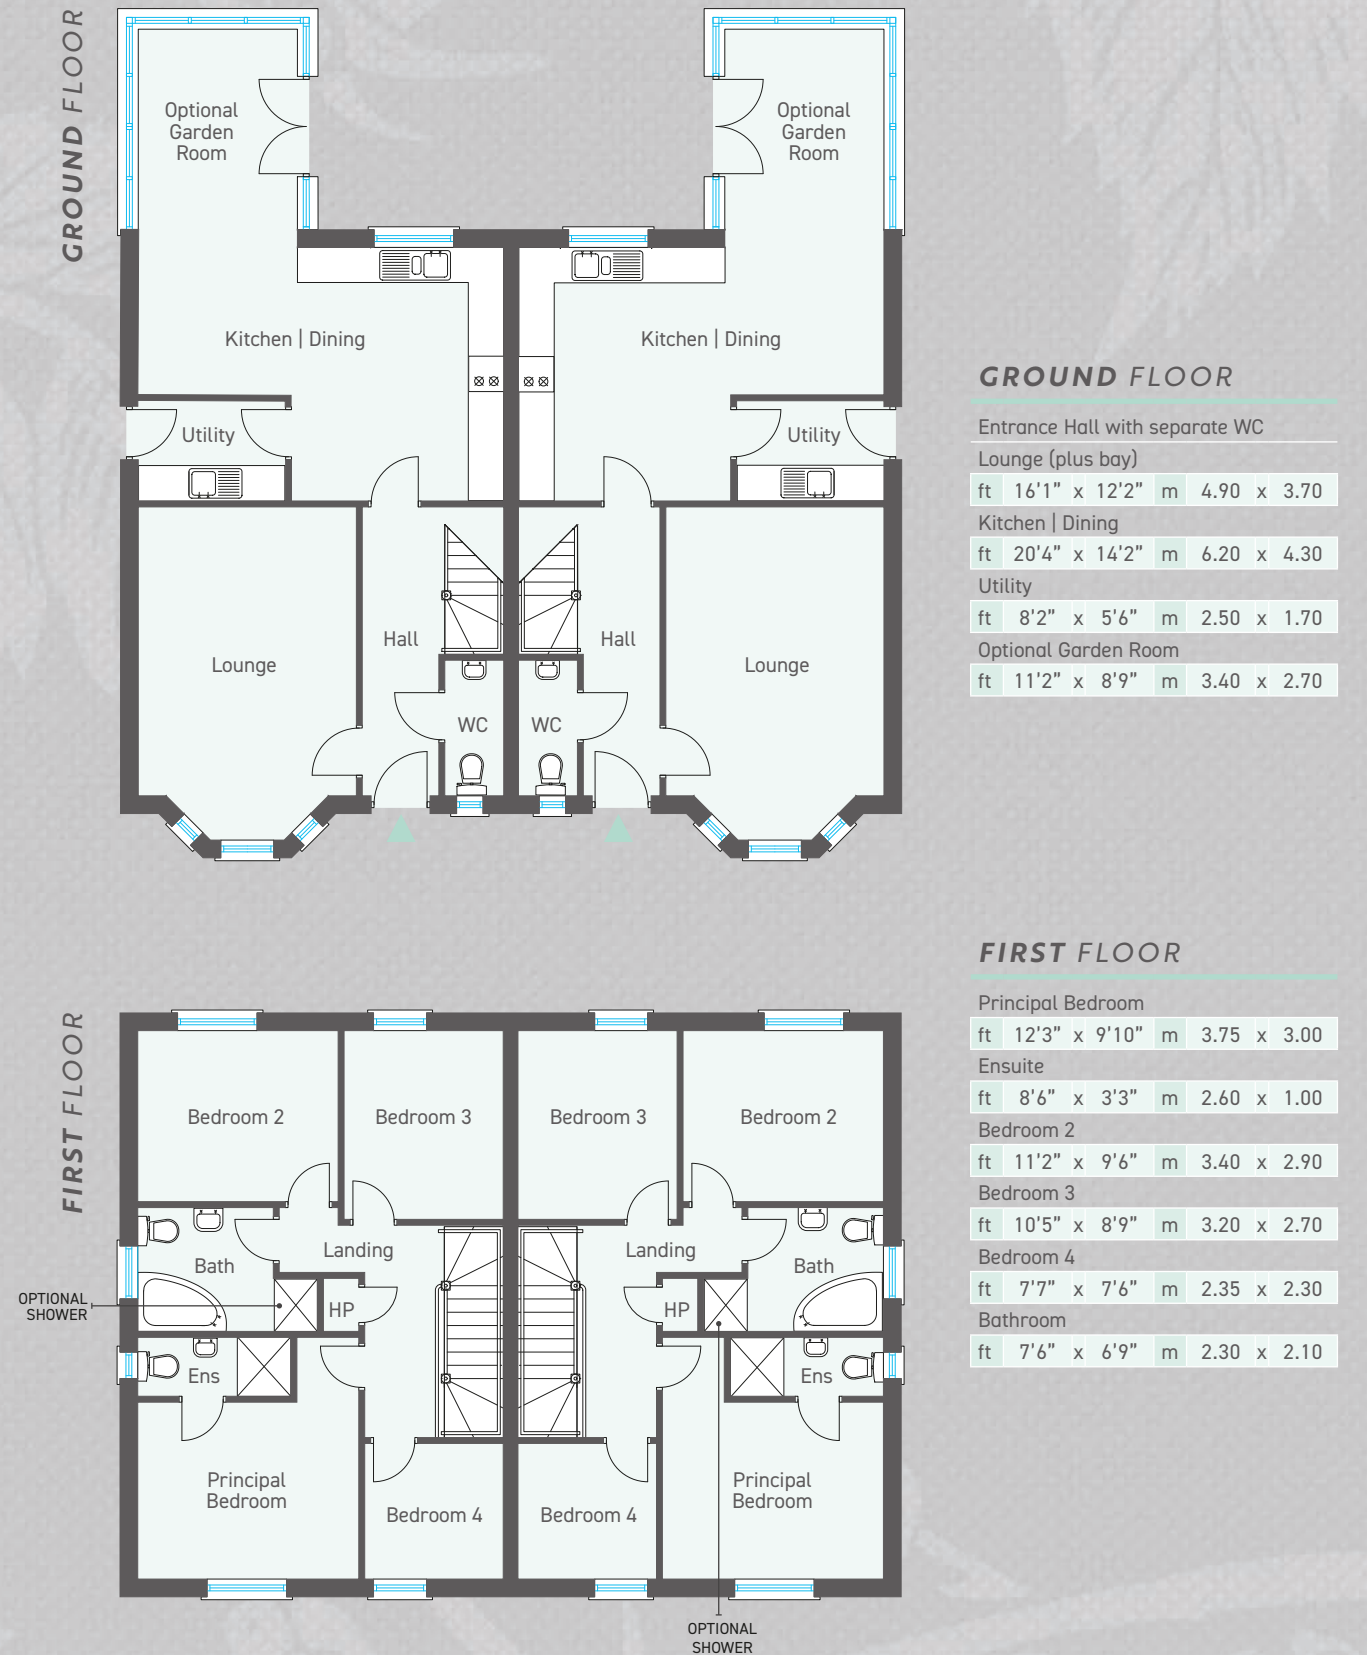 GROUND FLOOR
Optional
Garden
Room
Optional
Garden
Room
Kitchen | Dining
Kitchen | Dining
Utility
Utility
Hall
Hall
Lounge
Lounge
WC
WC
GROUND FLOOR
Entrance Hall with separate WC
Lounge (plus bay)
ft 16'1” x 12'2” m 4.90 x 3.70
Kitchen | Dining
ft 20'4” x 14'2” m 6.20 x 4.30
Utility
ft 8'2” x 5'6” m 2.50 x 1.70
Optional Garden Room
ft 11'2” x 8'9” m 3.40 x 2.70
FIRST FLOOR
Bedroom 2
Bedroom 3
Bedroom 3
Bedroom 2
Landing
Landing
Bath
Bath
OPTIONAL
SHOWER
HP
HP
Ens
Ens
Principal
Bedroom
Principal
Bedroom
Bedroom 4
Bedroom 4
OPTIONAL
SHOWER
FIRST FLOOR
Principal Bedroom
ft 12'3” x 9'10” m 3.75 x 3.00
Ensuite
ft 8'6” x 3'3” m 2.60 x 1.00
Bedroom 2
ft 11'2” x 9'6” m 3.40 x 2.90
Bedroom 3
ft 10'5” x 8'9” m 3.20 x 2.70
Bedroom 4
ft 7'7” x 7'6” m 2.35 x 2.30
Bathroom
ft 7'6” x 6'9” m 2.30 x 2.10